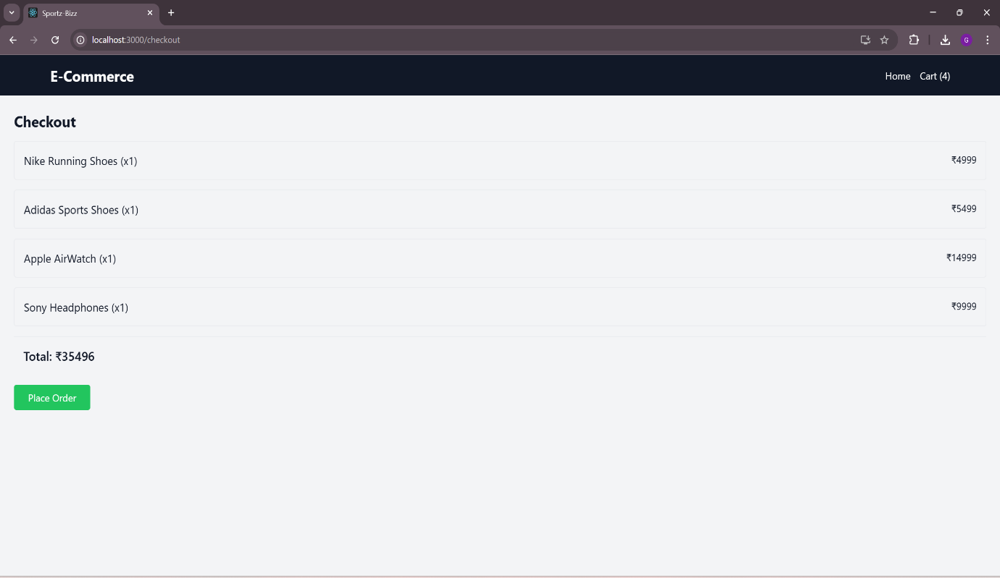 Sportz-Bizz
localhost:3000/checkout
G
E-Commerce
Home Cart (4)
Checkout
Nike Running Shoes (x1) ₹4999
Adidas Sports Shoes (x1) ₹5499
Apple AirWatch (x1) ₹14999
Sony Headphones (x1) ₹9999
Total: ₹35496
Place Order